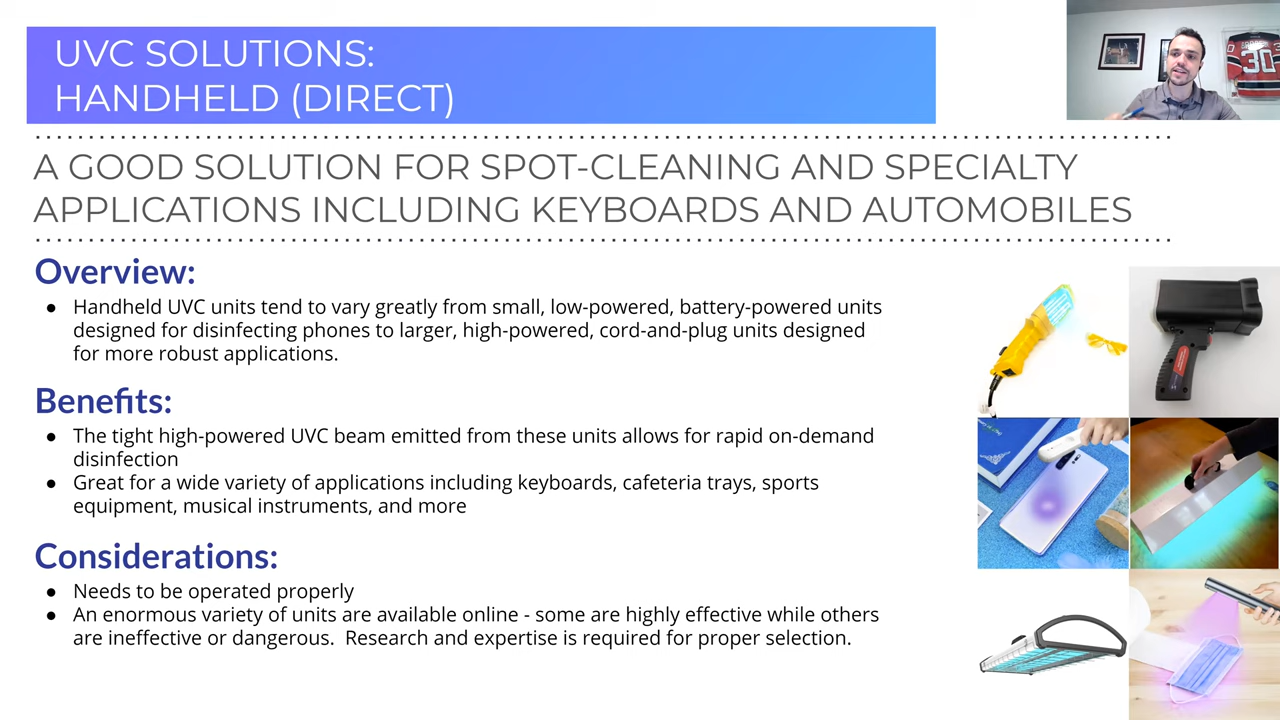 UVC SOLUTIONS:
HANDHELD (DIRECT)
A GOOD SOLUTION FOR SPOT-CLEANING AND SPECIALTY
APPLICATIONS INCLUDING KEYBOARDS AND AUTOMOBILES
Overview:
● Handheld UVC units tend to vary greatly from small, low-powered, battery-powered units
designed for disinfecting phones to larger, high-powered, cord-and-plug units designed
for more robust applications.
Benefits:
● The tight high-powered UVC beam emitted from these units allows for rapid on-demand
disinfection
● Great for a wide variety of applications including keyboards, cafeteria trays, sports
equipment, musical instruments, and more
Considerations:
● Needs to be operated properly
● An enormous variety of units are available online - some are highly effective while others
are ineffective or dangerous.  Research and expertise is required for proper selection.
30